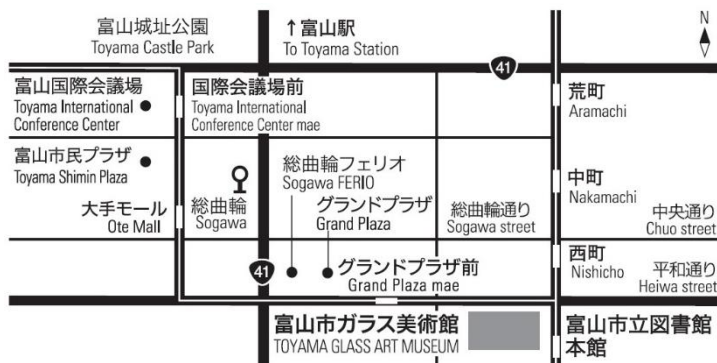 富山城址公園
Toyama Castle Park
↑富山駅
To Toyama Station
N
41
富山国際会議場
Toyama International
Conference Center
国際会議場前
Toyama International
Conference Center mae
荒町
Aramachi
富山市民プラザ
Toyama Shimin Plaza
総曲輪フェリオ
Sogawa FERIO
中町
Nakamachi
大手モール
Ote Mall
総曲輪
Sogawa
グランドプラザ
Grand Plaza
総曲輪通り
Sogawa street
中央通り
Chuo street
西町
Nishicho
平和通り
Heiwa street
41
グランドプラザ前
Grand Plaza mae
富山市ガラス美術館
TOYAMA GLASS ART MUSEUM
富山市立図書館
本館